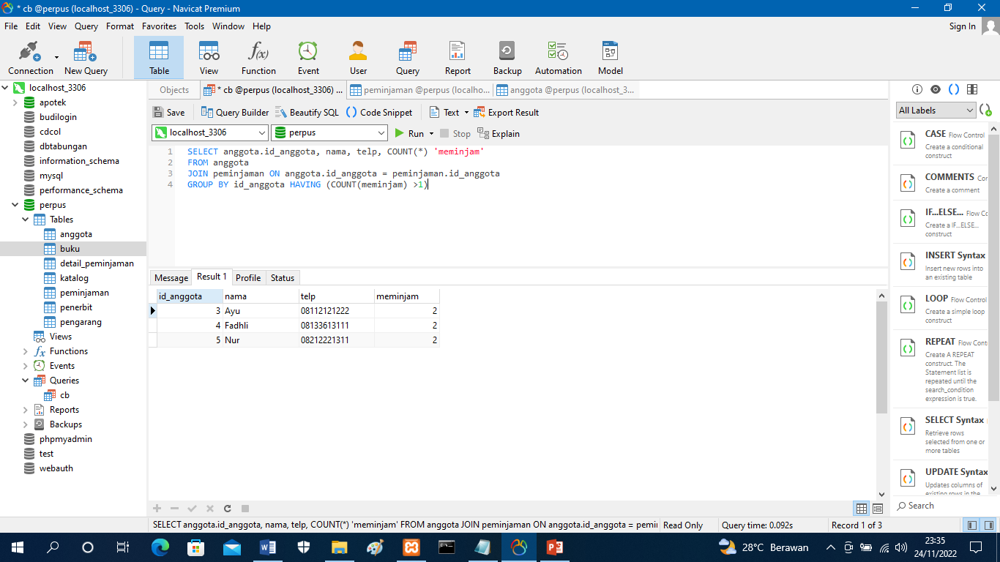 * cb @perpus (localhost_3306) - Query - Navicat Premium
File Edit View Query Format Favorites Tools Window Help
Sign In
Connection New Query Table View Function Event User Query Report Backup Automation Model
localhost_3306
apotek
budilogin
cdcol
dbtabungan
information_schema
mysql
performance_schema
perpus
Tables
anggota
buku
detail_peminjaman
katalog
peminjaman
penerbit
pengarang
Views
Functions
Events
Queries
cb
Reports
Backups
phpmyadmin
test
webauth
Objects * cb @perpus (localhost_3306) ... peminjaman @perpus (localho... anggota @perpus (localhost_3...
Save Query Builder Beautify SQL Code Snippet Text Export Result
localhost_3306 perpus Run Stop Explain
1 SELECT anggota.id_anggota, nama, telp, COUNT(*) 'meminjam'
2 FROM anggota
3 JOIN peminjaman ON anggota.id_anggota = peminjaman.id_anggota
4 GROUP BY id_anggota HAVING (COUNT(meminjam) >1)
Message Result 1 Profile Status
id_anggota nama telp meminjam
3 Ayu 08112121222 2
4 Fadhli 08133613111 2
5 Nur 08212221311 2
All Labels
CASE Flow Control
Create a conditional
construct
COMMENTS Cor
Create a comment
IF...ELSE... Flow Co
Create a IF...ELSE...
construct
INSERT Syntax
Insert new rows into
an existing table
LOOP Flow Control
Create a simple loop
construct
REPEAT Flow Cont
Create A REPEAT
construct. The
Statement list is
repeated until the
search_condition
expression is true.
SELECT Syntax
Retrieve rows
selected from one or
more tables
UPDATE Syntax
Updates columns of
existing rows in the
Search
SELECT anggota.id_anggota, nama, telp, COUNT(*) 'meminjam' FROM anggota JOIN peminjaman ON anggota.id_anggota = pemi Read Only Query time: 0.092s Record 1 of 3
28°C Berawan
23:35
24/11/2022